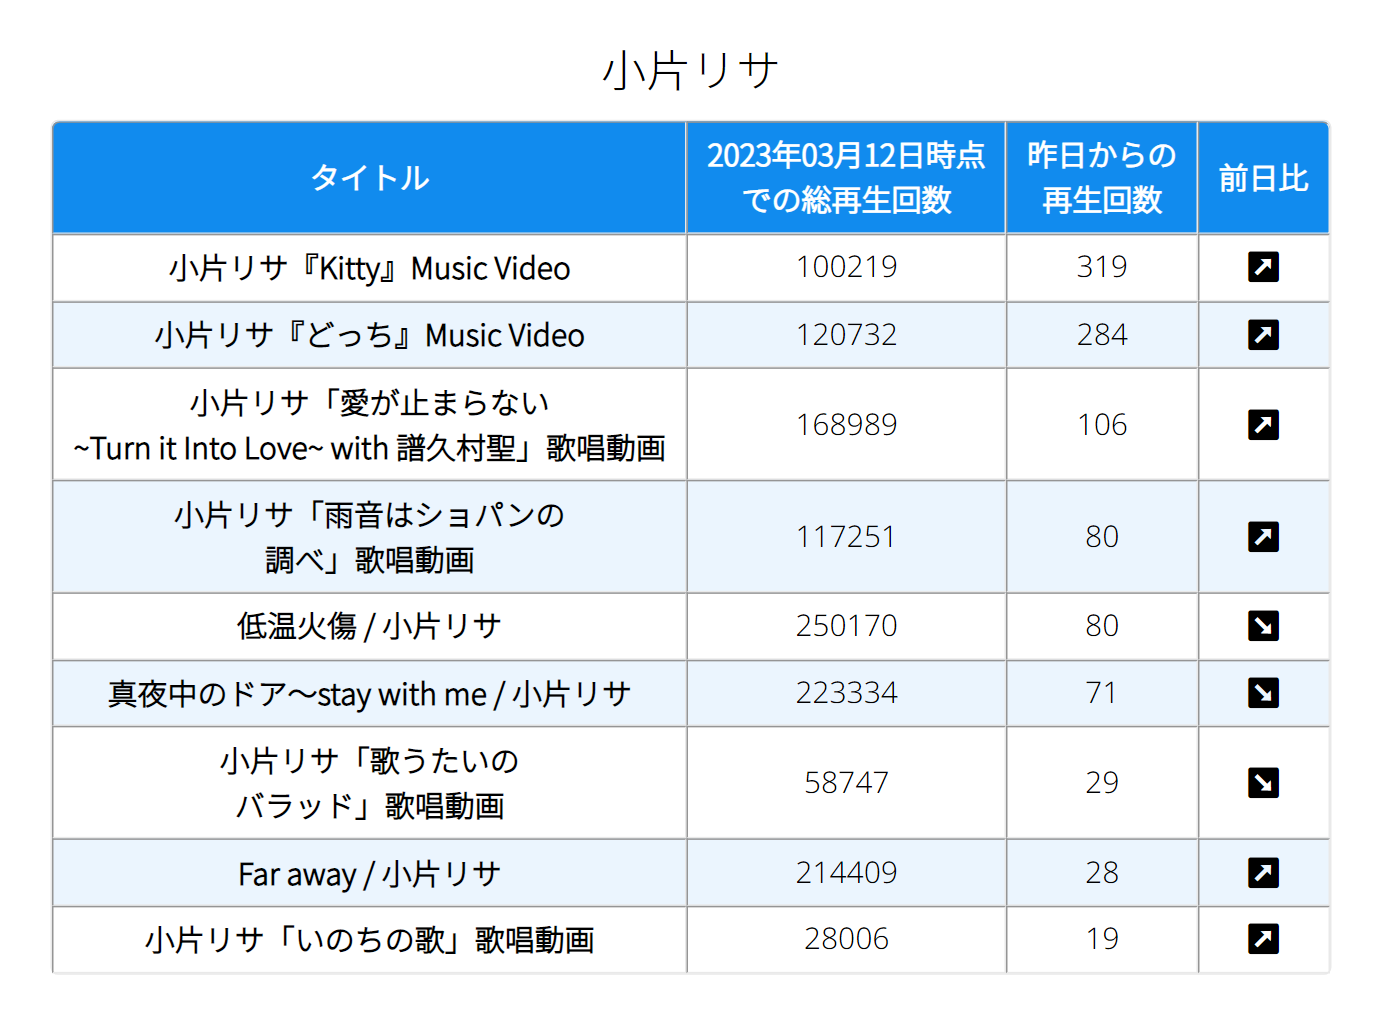 小片リサ
タイトル
2023年03月12日時点
での総再生回数
昨日からの
再生回数
前日比
小片リサ『Kitty』Music Video
100219
319
小片リサ『どっち』Music Video
120732
284
小片リサ「愛が止まらない
~Turn it Into Love~ with 譜久村聖」歌唱動画
168989
106
小片リサ「雨音はショパンの
調べ」歌唱動画
117251
80
低温火傷 / 小片リサ
250170
80
真夜中のドア〜stay with me / 小片リサ
223334
71
小片リサ「歌うたいの
バラッド」歌唱動画
58747
29
Far away / 小片リサ
214409
28
小片リサ「いのちの歌」歌唱動画
28006
19